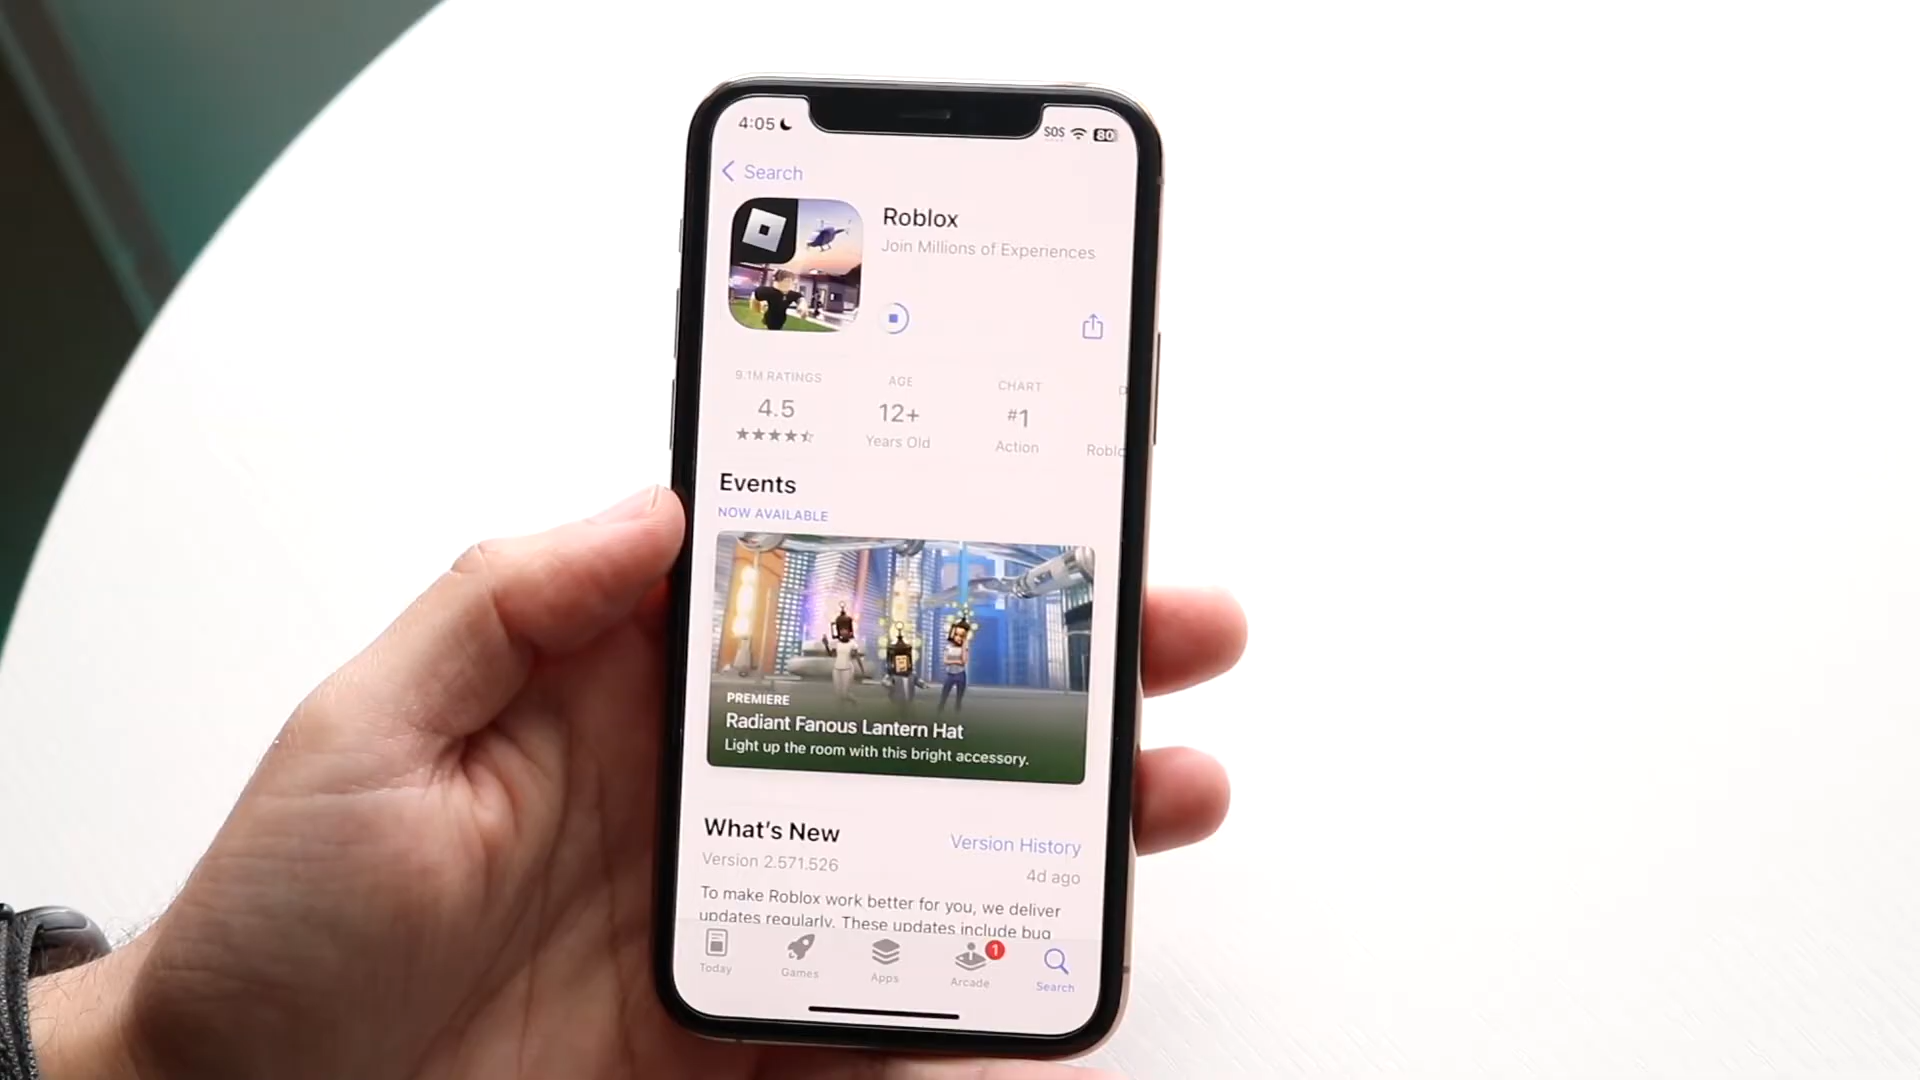 4:05
SOS
80
Search
Roblox
Join Millions of Experiences
9.1M RATINGS
4.5
AGE
12+
Years Old
CHART
#1
Action
D
Roblo
Events
NOW AVAILABLE
PREMIERE
Radiant Fanous Lantern Hat
Light up the room with this bright accessory.
What's New
Version History
Version 2.571.526
4d ago
To make Roblox work better for you, we deliver
updates regularly. These updates include bug
Today
Games
Apps
Arcade
1
Search